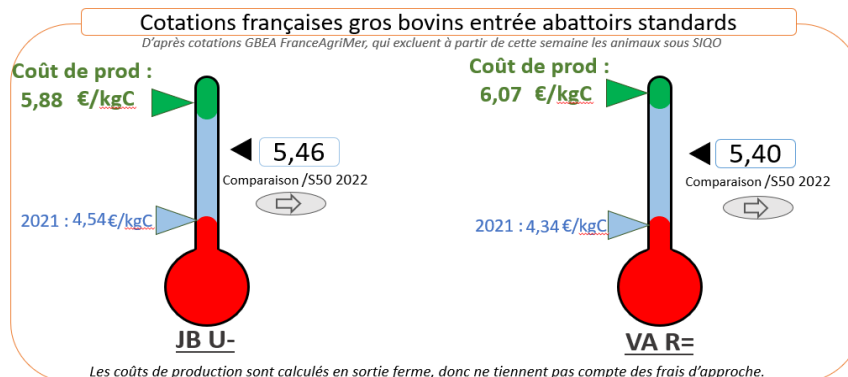 Cotations françaises gros bovins entrée abattoirs standards
D'après cotations GBEA FranceAgriMer, qui excluent à partir de cette semaine les animaux sous SIQO
Coût de prod :
5,88 €/kgC
5,46
Comparaison /S50 2022
2021 : 4,54€/kgC
JB U-
Coût de prod :
6,07 €/kgC
5,40
Comparaison /S50 2022
2021 : 4,34 €/kgC
VA R=
Les coûts de production sont calculés en sortie ferme, donc ne tiennent pas compte des frais d'approche.